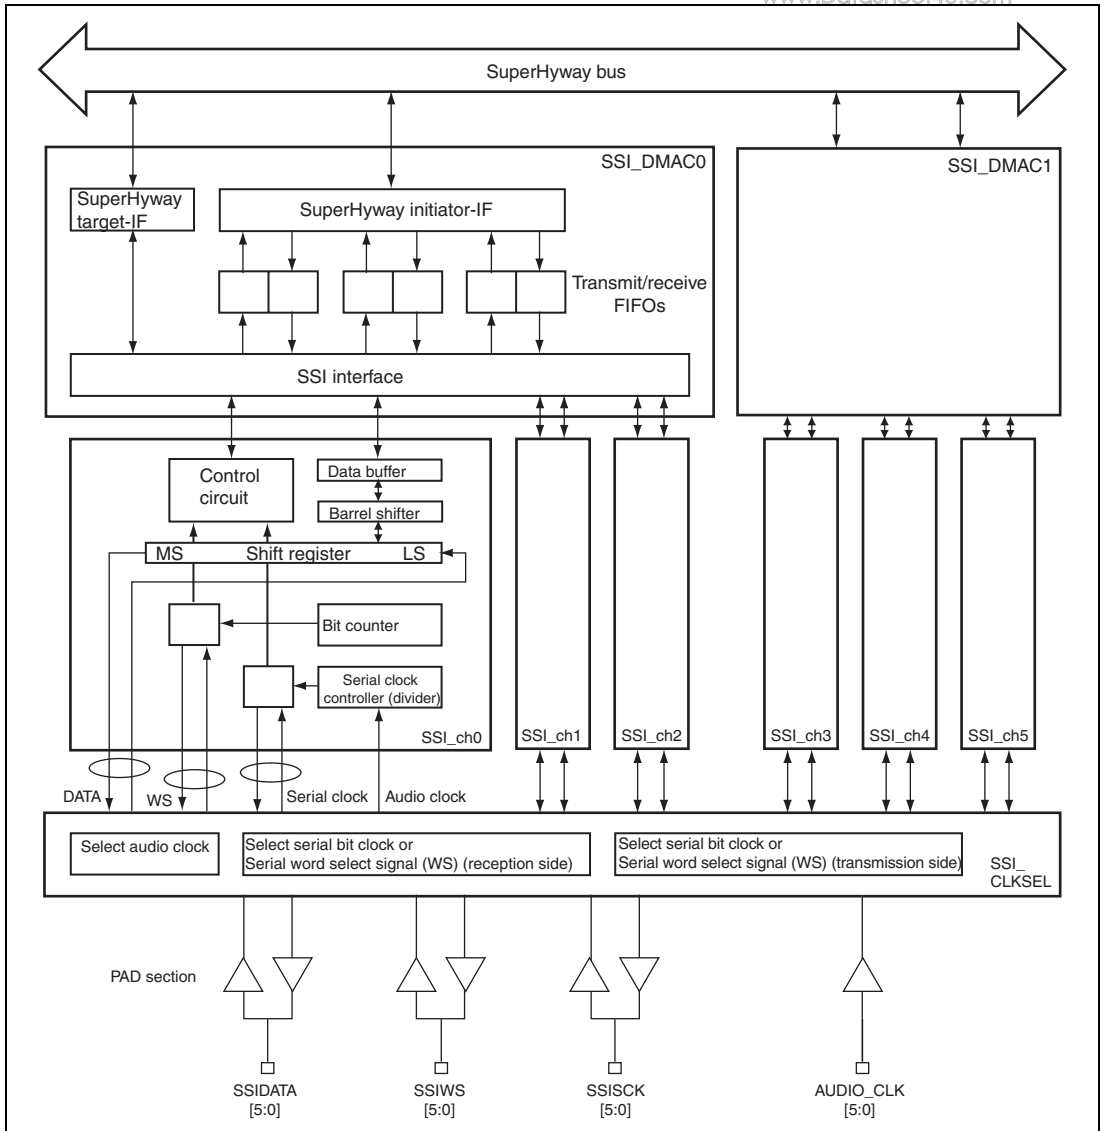 SuperHyway bus
SSI_DMAC0
SSI_DMAC1
SuperHyway
target-IF
SuperHyway initiator-IF
Transmit/receive
FIFOs
SSI interface
Control
circuit
Data buffer
Barrel shifter
MS Shift register LS
Bit counter
Serial clock
controller (divider)
SSI_ch0
SSI_ch1
SSI_ch2
SSI_ch3
SSI_ch4
SSI_ch5
DATA
WS
Serial clock
Audio clock
Select audio clock
Select serial bit clock or
Serial word select signal (WS) (reception side)
Select serial bit clock or
Serial word select signal (WS) (transmission side)
SSI_
CLKSEL
PAD section
SSIDATA
[5:0]
SSIWS
[5:0]
SSISCK
[5:0]
AUDIO_CLK
[5:0]